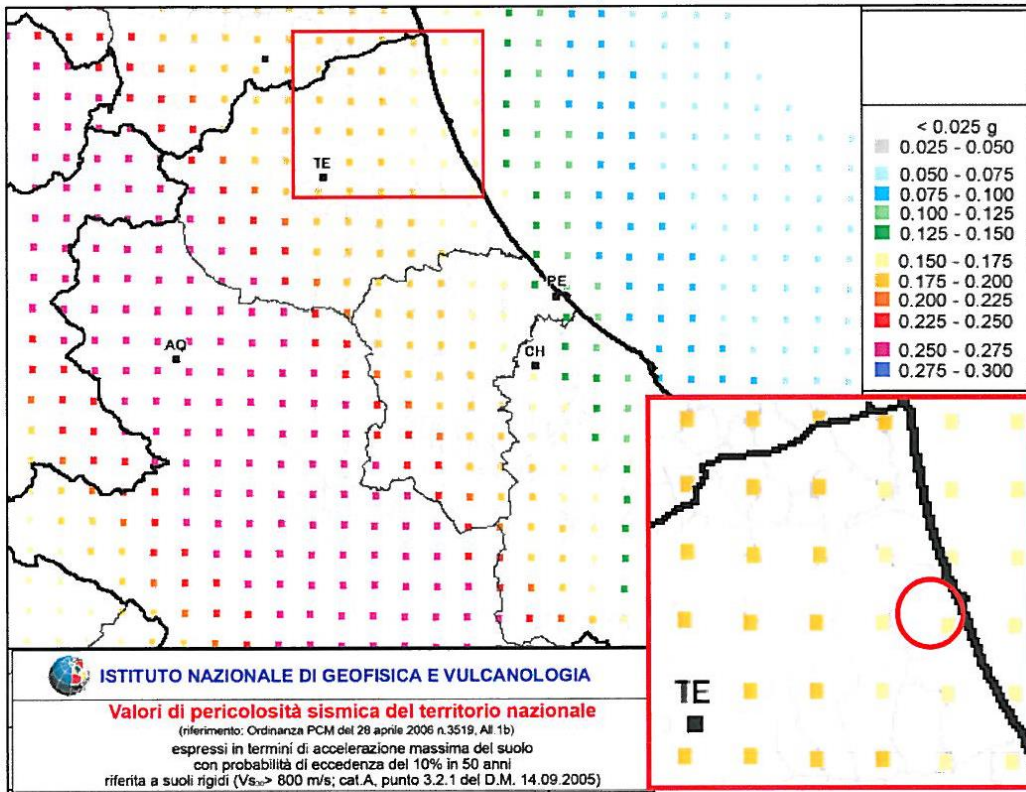 TE
PE
AQ
CH
< 0.025 g
0.025 - 0.050
0.050 - 0.075
0.075 - 0.100
0.100 - 0.125
0.125 - 0.150
0.150 - 0.175
0.175 - 0.200
0.200 - 0.225
0.225 - 0.250
0.250 - 0.275
0.275 - 0.300
TE
ISTITUTO NAZIONALE DI GEOFISICA E VULCANOLOGIA
Valori di pericolosità sismica del territorio nazionale
(riferimento: Ordinanza PCM del 28 aprile 2006 n.3519, All.1b)
espressi in termini di accelerazione massima del suolo
con probabilità di eccedenza del 10% in 50 anni
riferita a suoli rigidi (Vs₃₀> 800 m/s; cat.A, punto 3.2.1 del D.M. 14.09.2005)